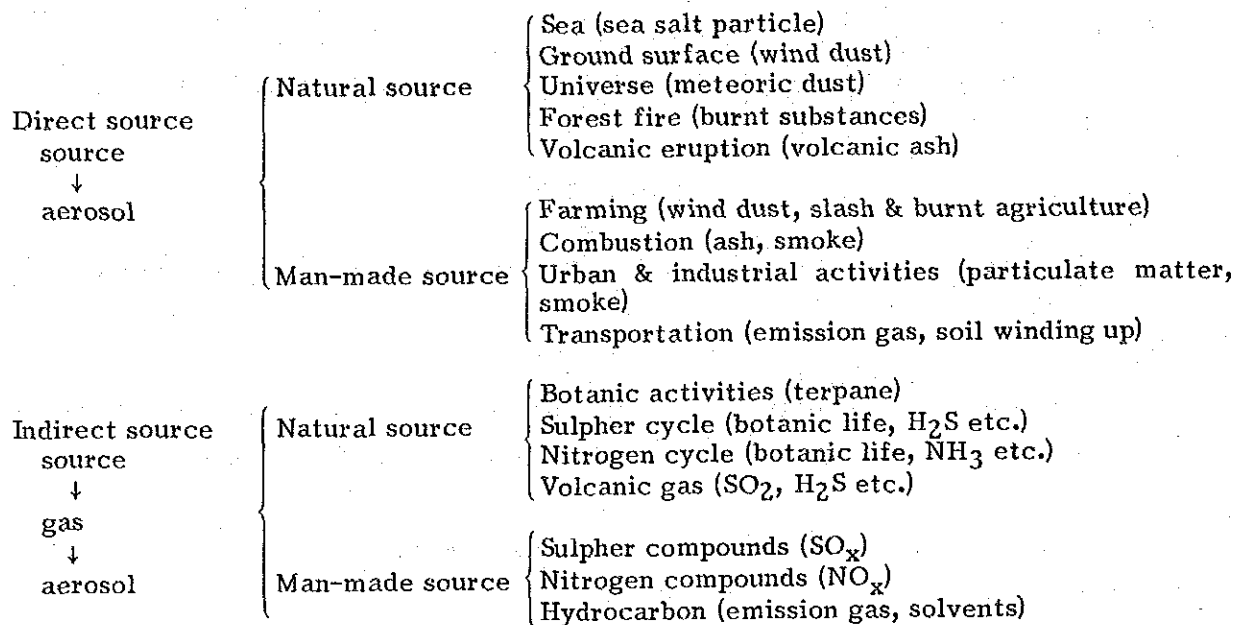 Sea (sea salt particle)
Ground surface (wind dust)
Natural source
Universe (meteoric dust)
Forest fire (burnt substances)
Direct source
source
Volcanic eruption (volcanic ash)
↓
aerosol
Farming (wind dust, slash & burnt agriculture)
Combustion (ash, smoke)
Man-made source
Urban & industrial activities (particulate matter,
smoke)
Transportation (emission gas, soil winding up)
Botanic activities (terpane)
Indirect source
Natural source
Sulpher cycle (botanic life, H₂S etc.)
source
Nitrogen cycle (botanic life, NH₃ etc.)
↓
Volcanic gas (SO₂, H₂S etc.)
gas
↓
Sulpher compounds (SOₓ)
aerosol
Man-made source
Nitrogen compounds (NOₓ)
Hydrocarbon (emission gas, solvents)